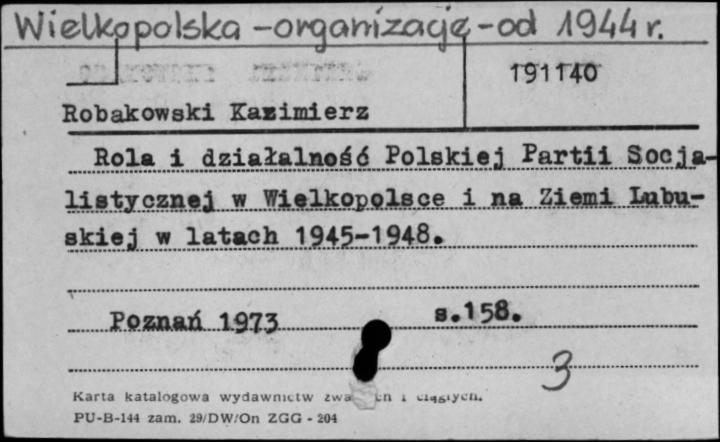 Wielkopolska - organizacje - od 1944 r.
191140
Robakowski Kazimierz
Rola i działalność Polskiej Partii Socja-
listycznej w Wielkopolsce i na Ziemi Lubu-
skiej w latach 1945-1948.
Poznań 1973 s.158.
3
Karta katalogowa wydawnictw i ciągłych.
PU-B-144 zam. 29/DW/On ZGG - 204